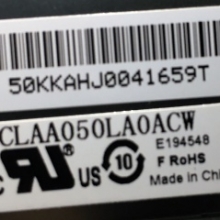 50KKAHJ0041659T
CLAA050LA0ACW
E194548
US 10 F RoHS
Made in Chi